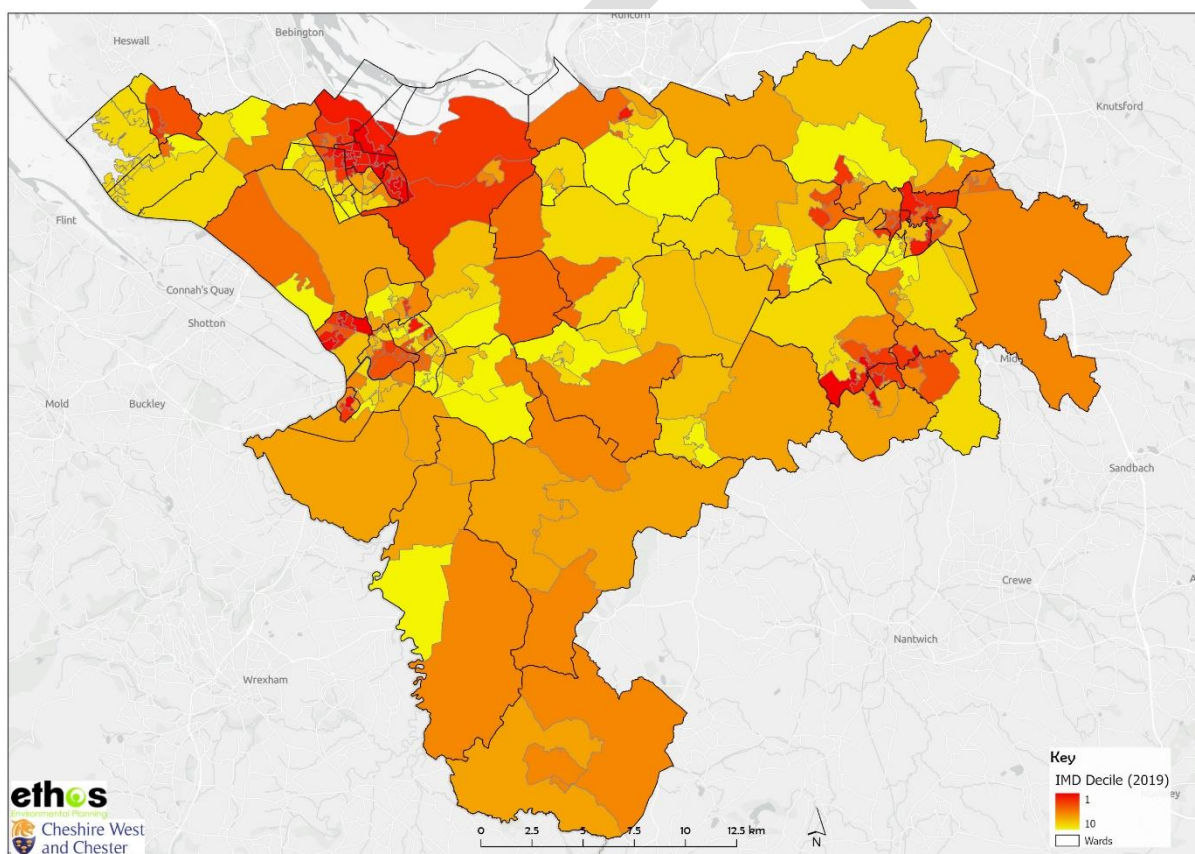 Runcorn
Heswall
Bebington
Knutsford
Flint
Connah's Quay
Shotton
Mold
Buckley
Sandbach
Crewe
Nantwich
Wrexham
Key
IMD Decile (2019)
1
10
Wards
ethos
Environmental Planning
Cheshire West
and Chester
0 2.5 5 7.5 10 12.5 km
N